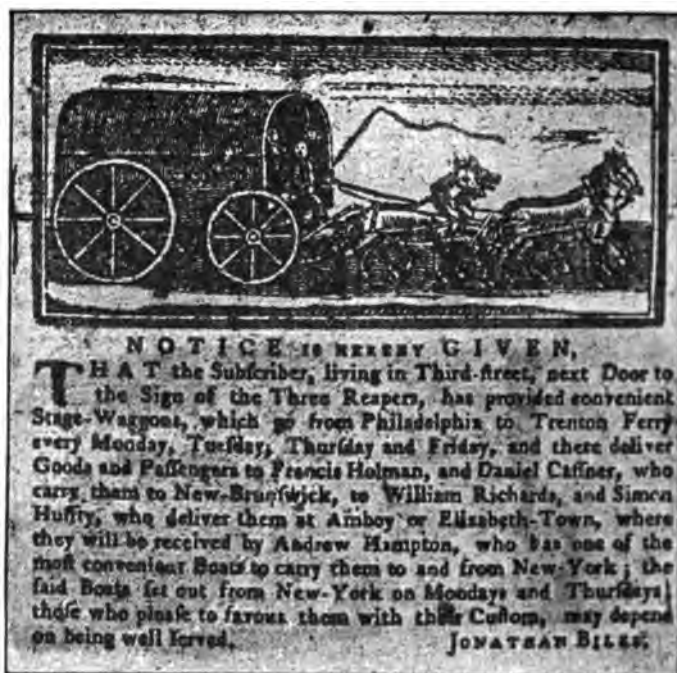 NOTICE IS HEREBY GIVEN,
THAT the Subſcriber, living in Third-ſtreet, next Door to
the Sign of the Three Reapers, has provided convenient
Stage-Waggons, which go from Philadelphia to Trenton Ferry
every Monday, Tueſday, Thurſday and Friday, and there deliver
Goods and Paſſengers to Francis Holman, and Daniel Caffner, who
carry them to New-Brunſwick, to William Richards, and Simon
who deliver them at Amboy or Elizabeth-Town, where
they will be received by Andrew Hampton, who has one of the
moſt convenient Boats to carry them to and from New-York; the
ſaid Boats ſet out from New-York on Mondays and Thurſdays;
thoſe who pleaſe to favour them with their Cuſtom, may depend
on being well ſerved. JONATHAN BILES.